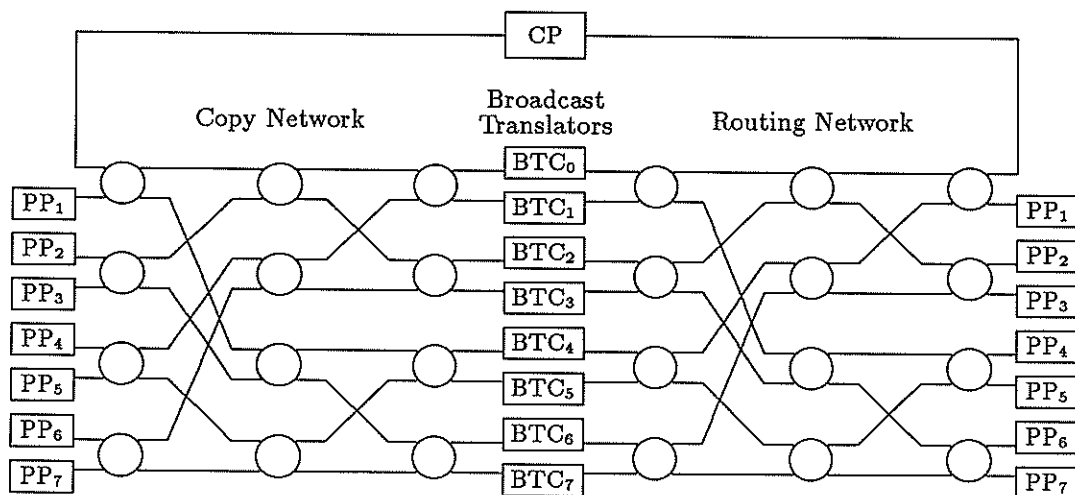 CP
Copy Network
Broadcast
Translators
Routing Network
BTC₀
PP₁ BTC₁ PP₁
PP₂ BTC₂ PP₂
PP₃ BTC₃ PP₃
PP₄ BTC₄ PP₄
PP₅ BTC₅ PP₅
PP₆ BTC₆ PP₆
PP₇ BTC₇ PP₇